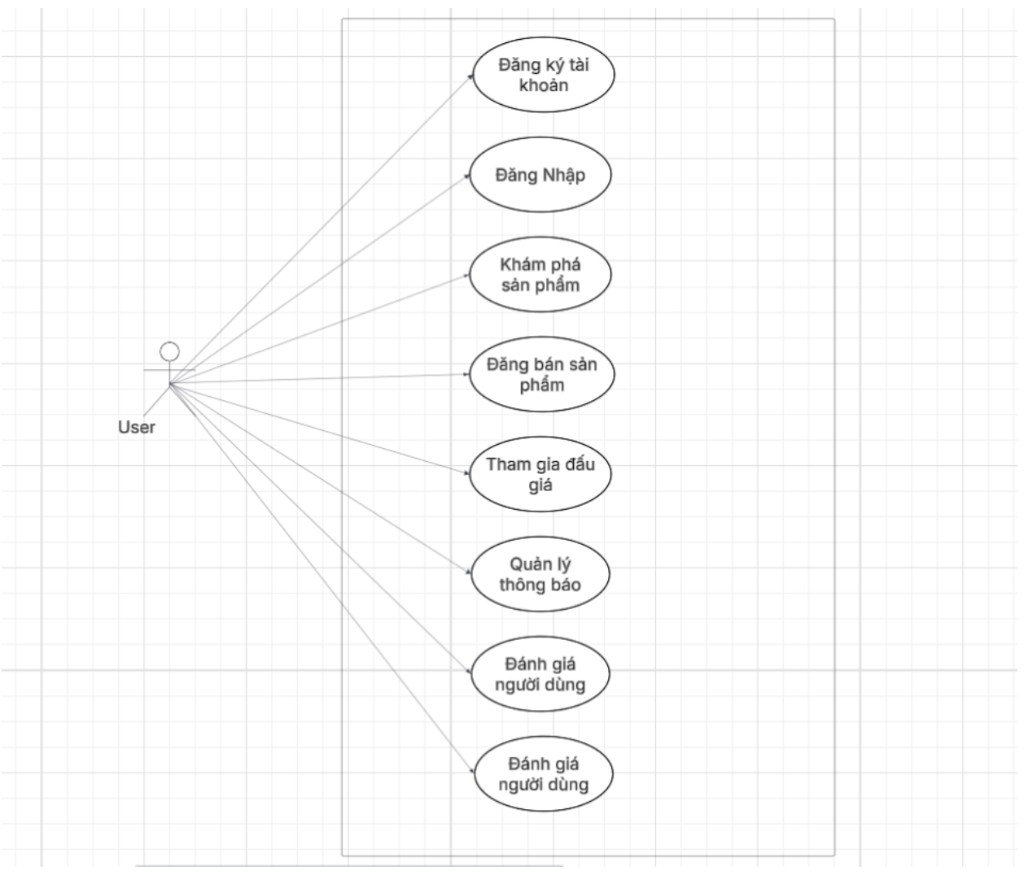 Đăng ký tài
khoản
Đăng Nhập
Khám phá
sản phẩm
Đăng bán sản
phẩm
User
Tham gia đấu
giá
Quản lý
thông báo
Đánh giá
người dùng
Đánh giá
người dùng